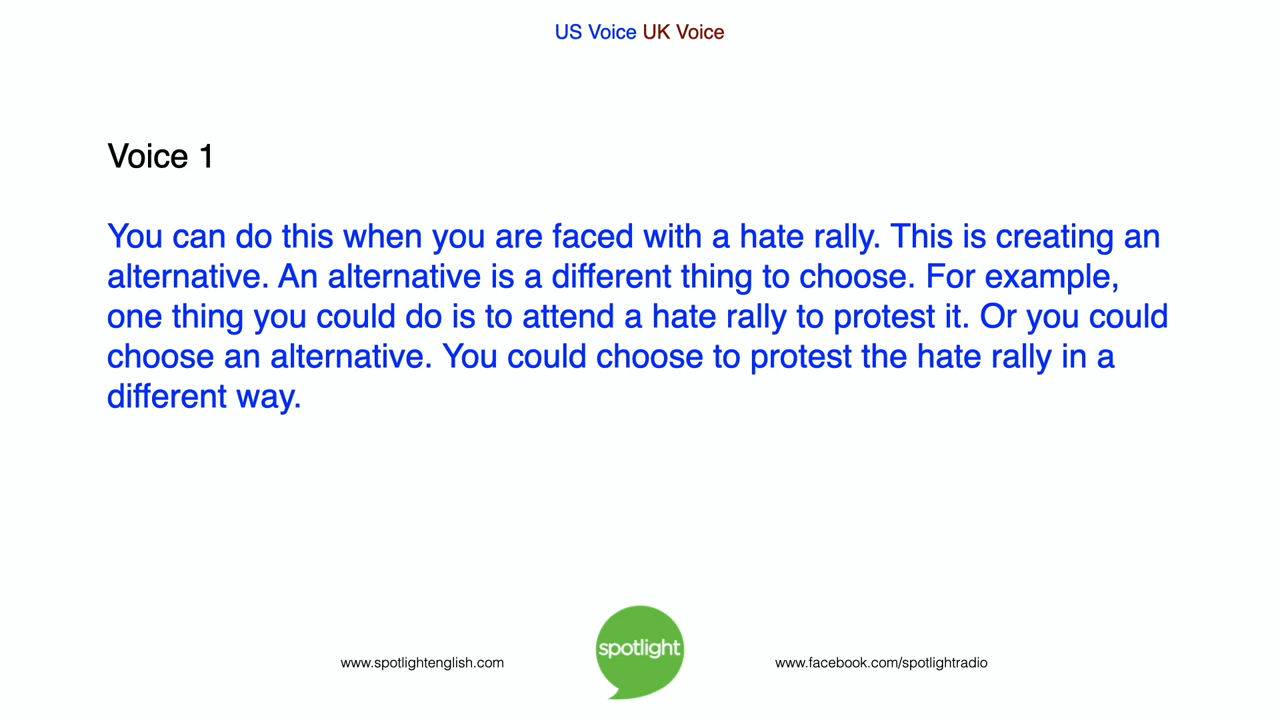 US Voice UK Voice
Voice 1
You can do this when you are faced with a hate rally. This is creating an
alternative. An alternative is a different thing to choose. For example,
one thing you could do is to attend a hate rally to protest it. Or you could
choose an alternative. You could choose to protest the hate rally in a
different way.
spotlight
www.spotlightenglish.com
www.facebook.com/spotlightradio